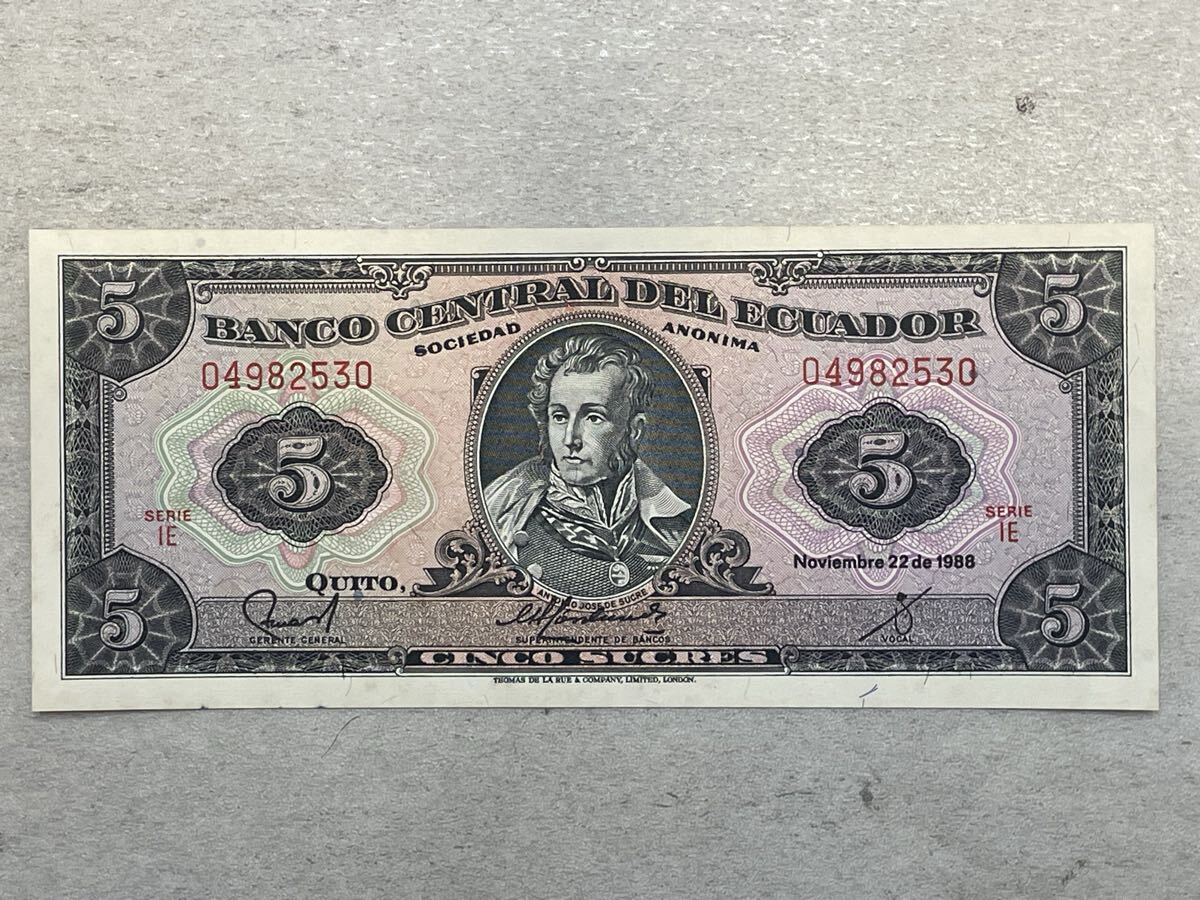 5 5
BANCO CENTRAL DEL ECUADOR
SOCIEDAD ANONIMA
04982530 04982530
5 5
SERIE IE SERIE IE
Noviembre 22 de 1988
QUITO,
ANTONIO JOSE DE SUCRE
5 5
GERENTE GENERAL SUPERINTENDENTE DE BANCOS VOCAL
CINCO SUCRES
THOMAS DE LA RUE & COMPANY, LIMITED, LONDON.